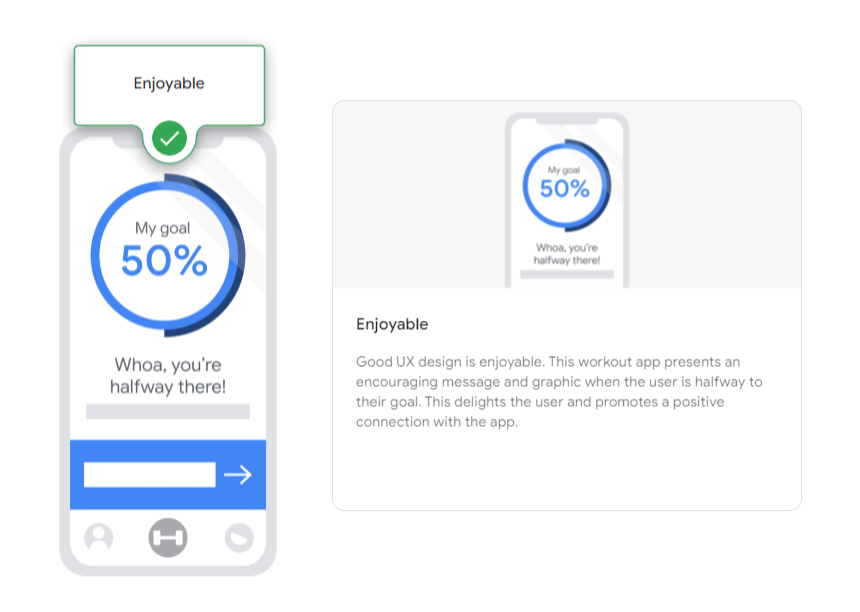 Enjoyable
My goal
50%
Whoa, you're
halfway there!
My goal
50%
Whoa, you're
halfway there!
Enjoyable
Good UX design is enjoyable. This workout app presents an
encouraging message and graphic when the user is halfway to
their goal. This delights the user and promotes a positive
connection with the app.